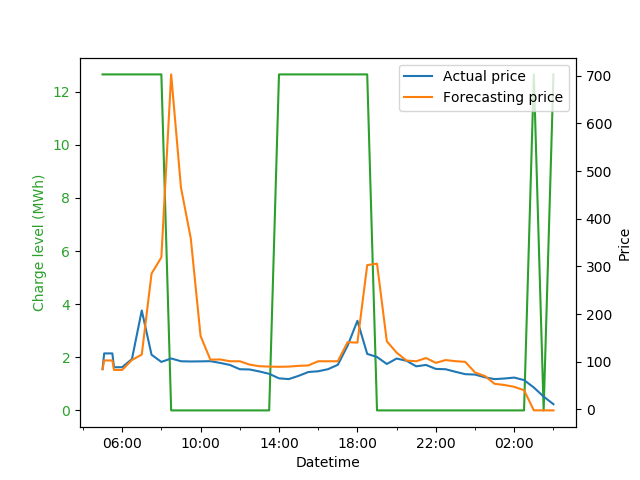 Actual price
Forecasting price
Charge level (MWh)
12
10
8
6
4
2
0
700
600
500
400
300
200
100
0
Price
06:00 10:00 14:00 18:00 22:00 02:00
Datetime